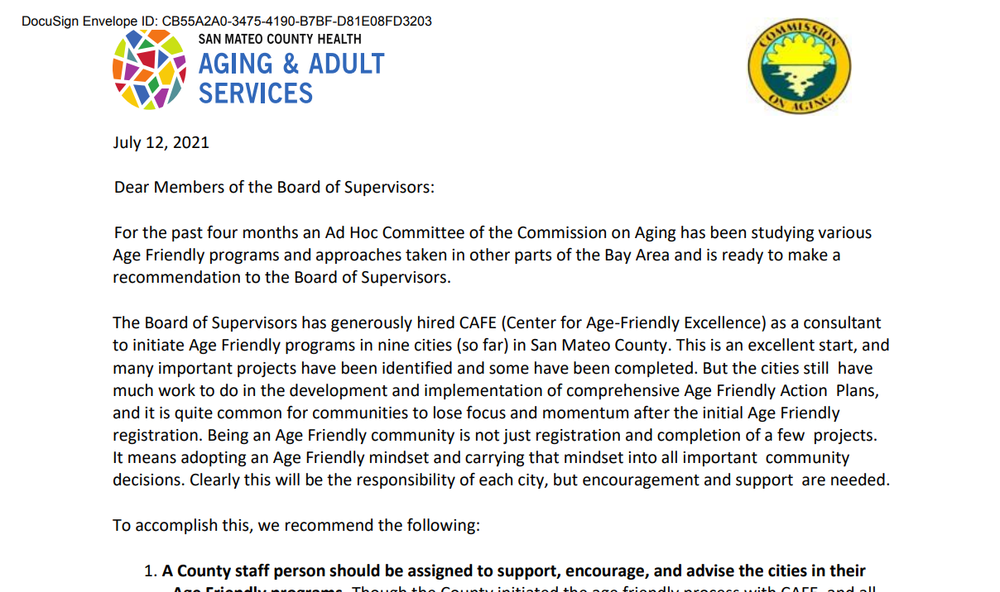 DocuSign Envelope ID: CB55A2A0-3475-4190-B7BF-D81E08FD3203
SAN MATEO COUNTY HEALTH
AGING & ADULT
SERVICES
COMMISSION
ON AGING
July 12, 2021
Dear Members of the Board of Supervisors:
For the past four months an Ad Hoc Committee of the Commission on Aging has been studying various
Age Friendly programs and approaches taken in other parts of the Bay Area and is ready to make a
recommendation to the Board of Supervisors.
The Board of Supervisors has generously hired CAFE (Center for Age-Friendly Excellence) as a consultant
to initiate Age Friendly programs in nine cities (so far) in San Mateo County. This is an excellent start, and
many important projects have been identified and some have been completed. But the cities still have
much work to do in the development and implementation of comprehensive Age Friendly Action Plans,
and it is quite common for communities to lose focus and momentum after the initial Age Friendly
registration. Being an Age Friendly community is not just registration and completion of a few projects.
It means adopting an Age Friendly mindset and carrying that mindset into all important community
decisions. Clearly this will be the responsibility of each city, but encouragement and support are needed.
To accomplish this, we recommend the following:
1. A County staff person should be assigned to support, encourage, and advise the cities in their
Age Friendly programs. Though the County initiated the age friendly process with CAFE, and all